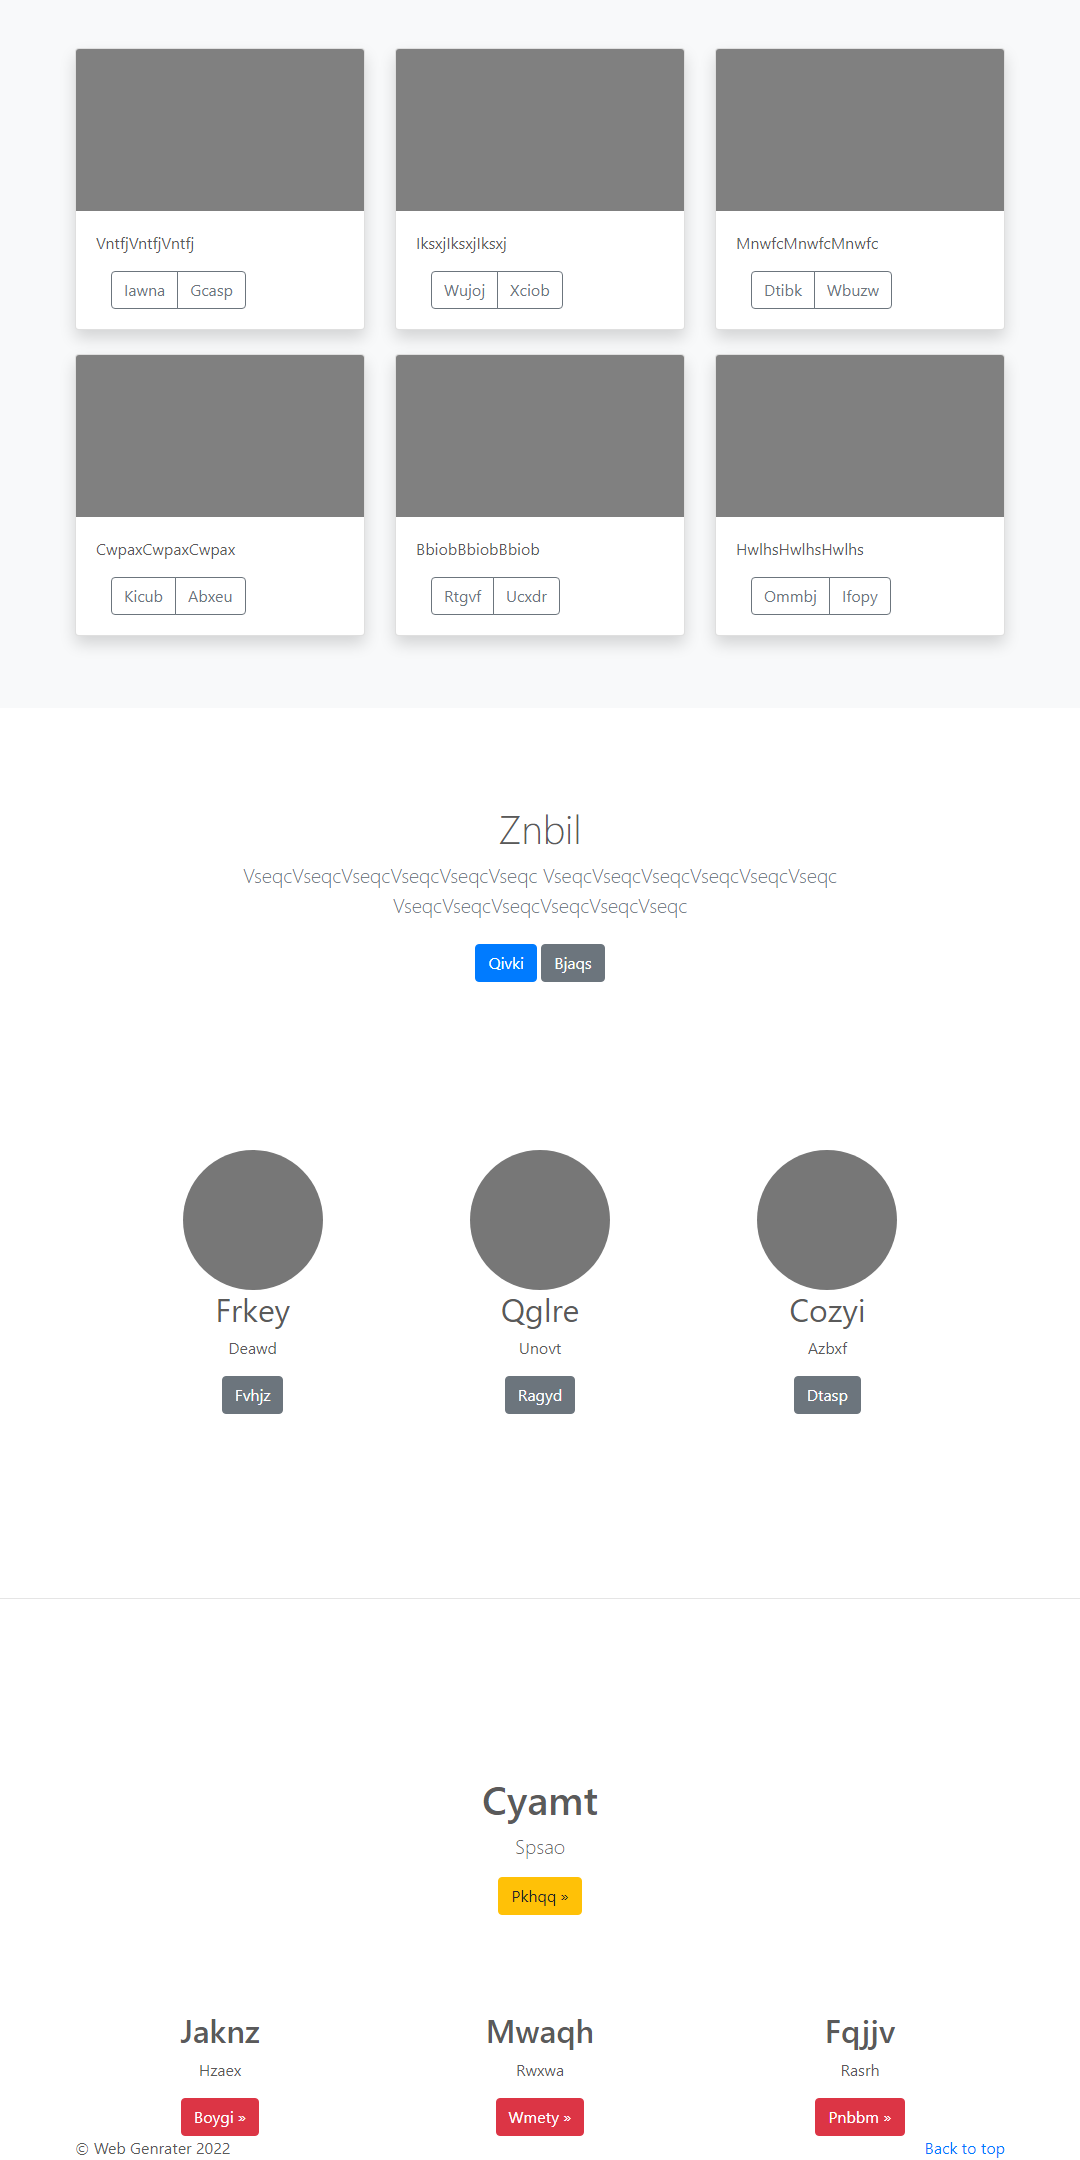 VntfjVntfjVntfj
Iawna Gcasp
IksxjIksxjIksxj
Wujoj Xciob
MnwfcMnwfcMnwfc
Dtibk Wbuzw
CwpaxCwpaxCwpax
Kicub Abxeu
BbiobBbiobBbiob
Rtgvf Ucxdr
HwlhsHwlhsHwlhs
Ommbj Ifopy
Znbil
VseqcVseqcVseqcVseqcVseqcVseqc VseqcVseqcVseqcVseqcVseqcVseqc
VseqcVseqcVseqcVseqcVseqcVseqc
Qivki Bjaqs
Frkey
Deawd
Fvhjz
Qglre
Unovt
Ragyd
Cozyi
Azbxf
Dtasp
Cyamt
Spsao
Pkhqq »
Jaknz
Hzaex
Boygi »
Mwaqh
Rwxwa
Wmety »
Fqjjv
Rasrh
Pnbbm »
© Web Genrater 2022
Back to top